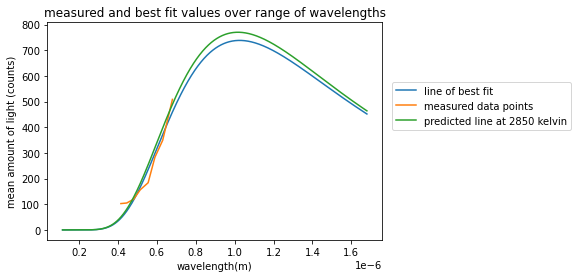 measured and best fit values over range of wavelengths
mean amount of light (counts)
800
700
600
500
400
300
200
100
0
0.2 0.4 0.6 0.8 1.0 1.2 1.4 1.6
1e−6
wavelength(m)
line of best fit
measured data points
predicted line at 2850 kelvin